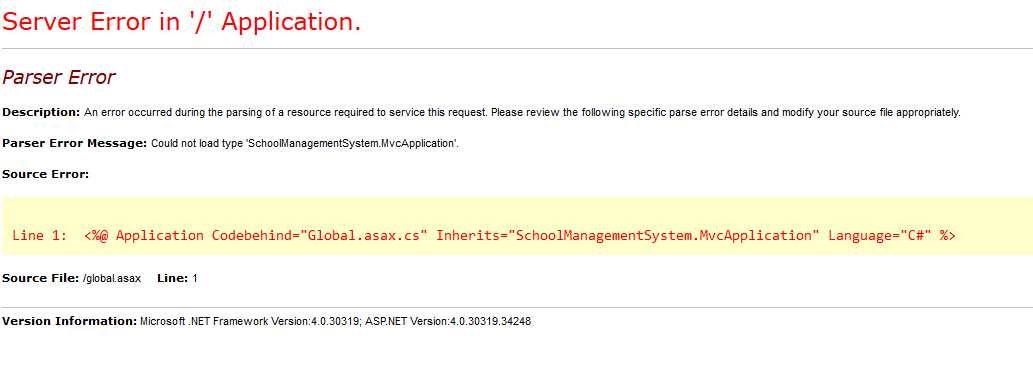 Server Error in '/' Application.
Parser Error
Description: An error occurred during the parsing of a resource required to service this request. Please review the following specific parse error details and modify your source file appropriately.
Parser Error Message: Could not load type 'SchoolManagementSystem.MvcApplication'.
Source Error:
Line 1:  <%@ Application Codebehind="Global.asax.cs" Inherits="SchoolManagementSystem.MvcApplication" Language="C#" %>
Source File: /global.asax    Line: 1
Version Information: Microsoft .NET Framework Version:4.0.30319; ASP.NET Version:4.0.30319.34248